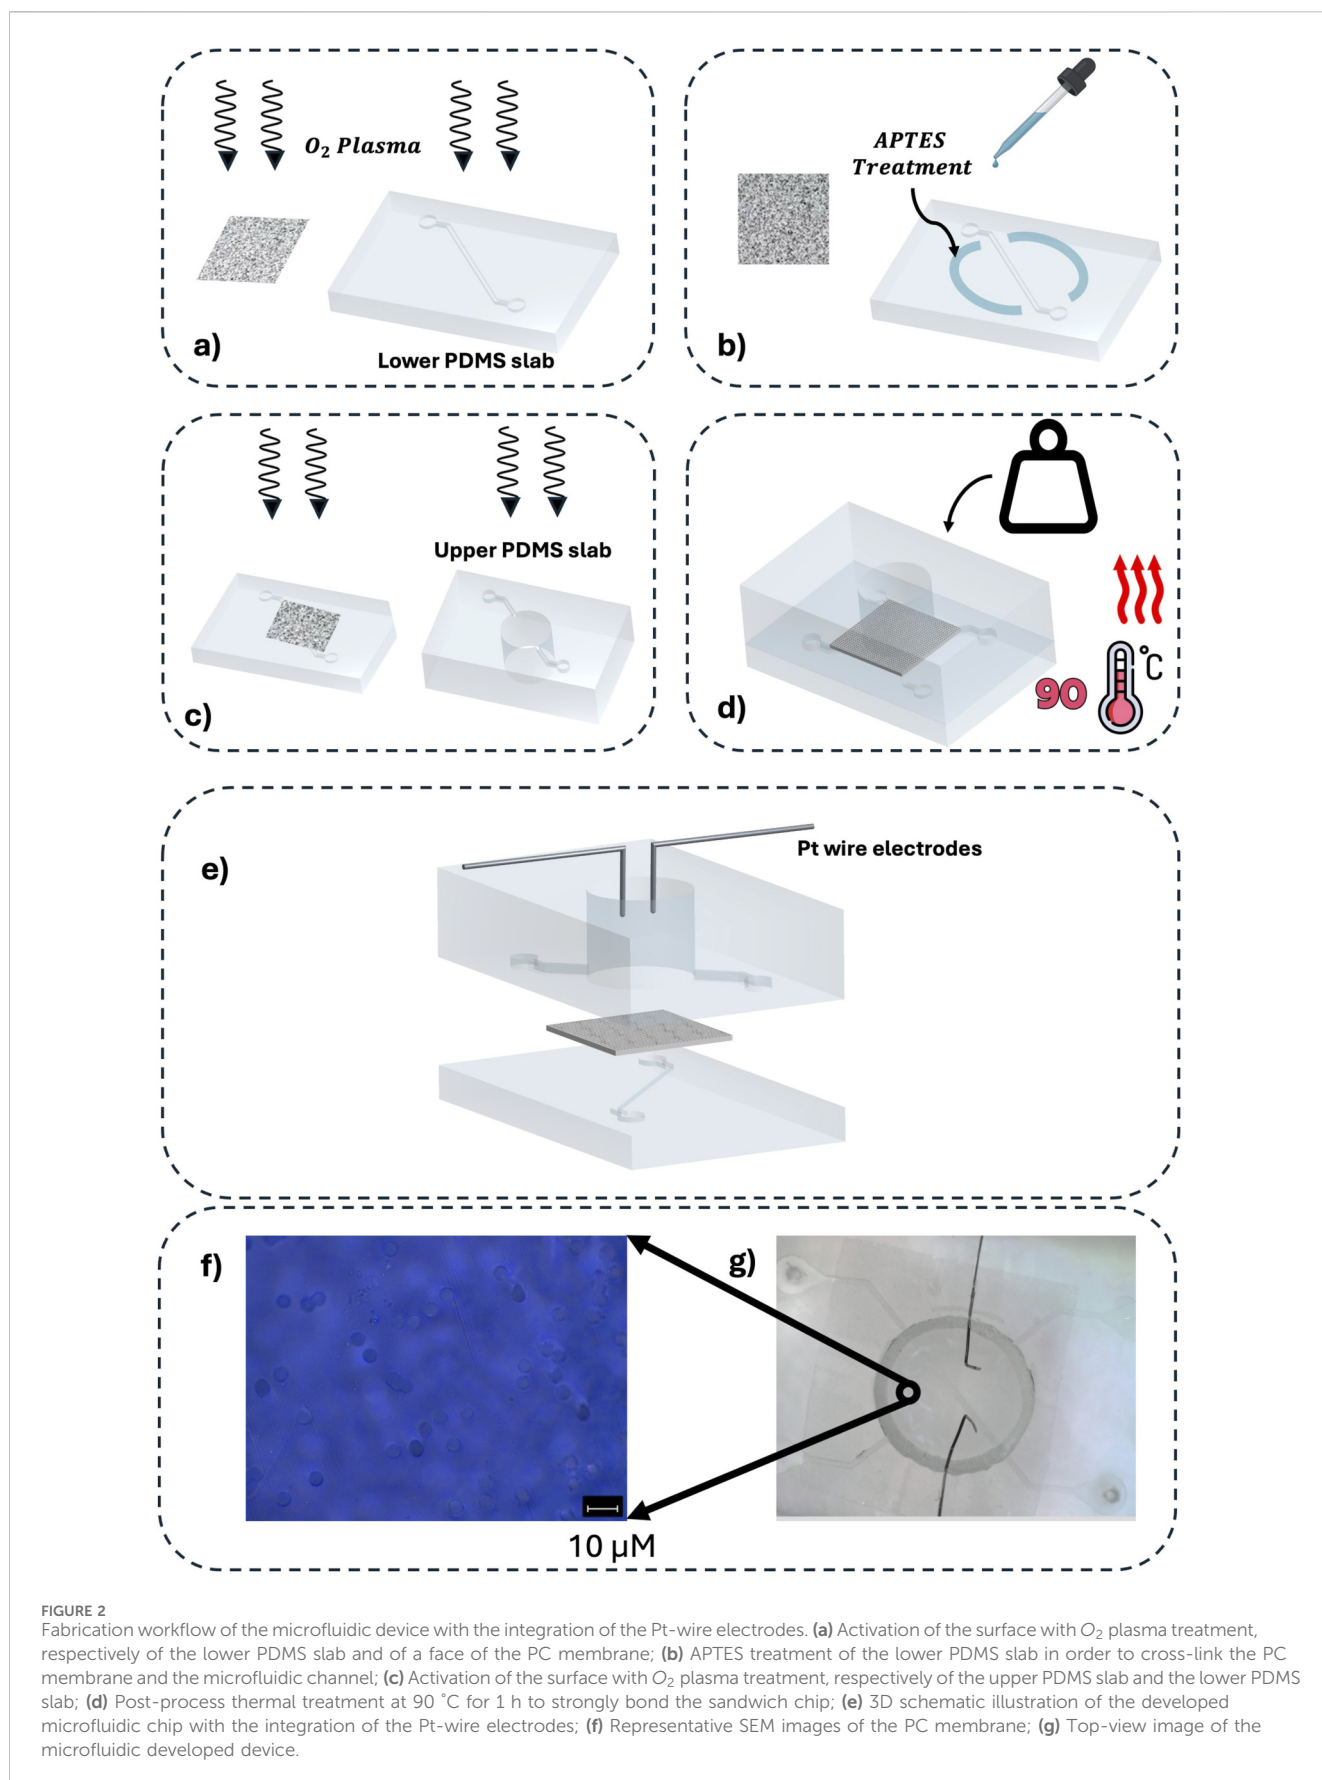 O₂ Plasma
a)
Lower PDMS slab
APTES
Treatment
b)
Upper PDMS slab
c)
d)
90
°C
e)
Pt wire electrodes
f)
g)
10 µM
FIGURE 2
Fabrication workflow of the microfluidic device with the integration of the Pt-wire electrodes. (a) Activation of the surface with O₂ plasma treatment,
respectively of the lower PDMS slab and of a face of the PC membrane; (b) APTES treatment of the lower PDMS slab in order to cross-link the PC
membrane and the microfluidic channel; (c) Activation of the surface with O₂ plasma treatment, respectively of the upper PDMS slab and the lower PDMS
slab; (d) Post-process thermal treatment at 90 °C for 1 h to strongly bond the sandwich chip; (e) 3D schematic illustration of the developed
microfluidic chip with the integration of the Pt-wire electrodes; (f) Representative SEM images of the PC membrane; (g) Top-view image of the
microfluidic developed device.